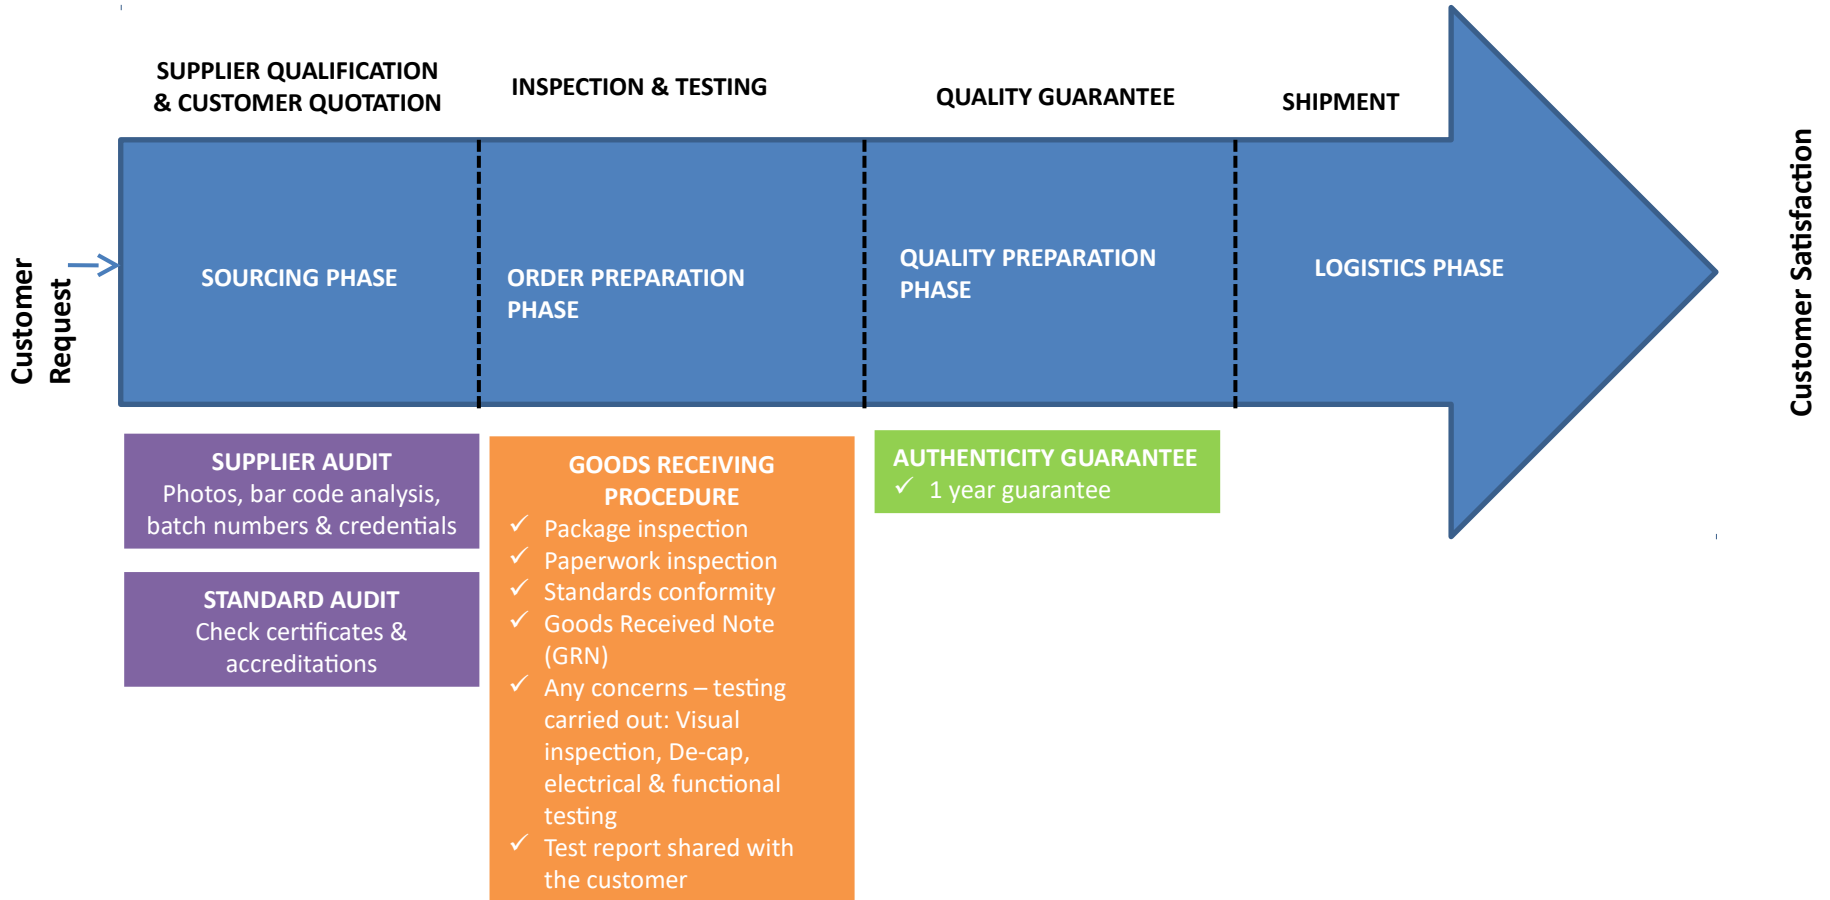 SUPPLIER QUALIFICATION
& CUSTOMER QUOTATION
INSPECTION & TESTING
QUALITY GUARANTEE
SHIPMENT
Customer
Request
SOURCING PHASE
ORDER PREPARATION
PHASE
QUALITY PREPARATION
PHASE
LOGISTICS PHASE
Customer Satisfaction
SUPPLIER AUDIT
Photos, bar code analysis,
batch numbers & credentials
STANDARD AUDIT
Check certificates &
accreditations
GOODS RECEIVING
PROCEDURE
✓ Package inspection
✓ Paperwork inspection
✓ Standards conformity
✓ Goods Received Note
(GRN)
✓ Any concerns – testing
carried out: Visual
inspection, De-cap,
electrical & functional
testing
✓ Test report shared with
the customer
AUTHENTICITY GUARANTEE
✓ 1 year guarantee